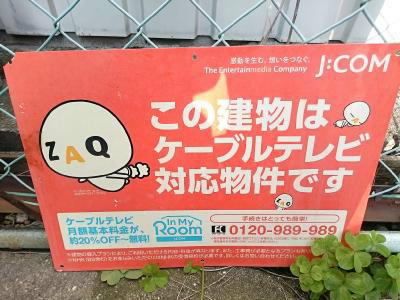 感動を生む。想いをつなぐ。
The Entertainmedia Company
J:COM
この建物は
ケーブルテレビ
対応物件です
ZAQ
ケーブルテレビ
月額基本料金が、
約20%OFF〜無料!
In My
Room
J:COM
手続きはとっても簡単!
0120-989-989